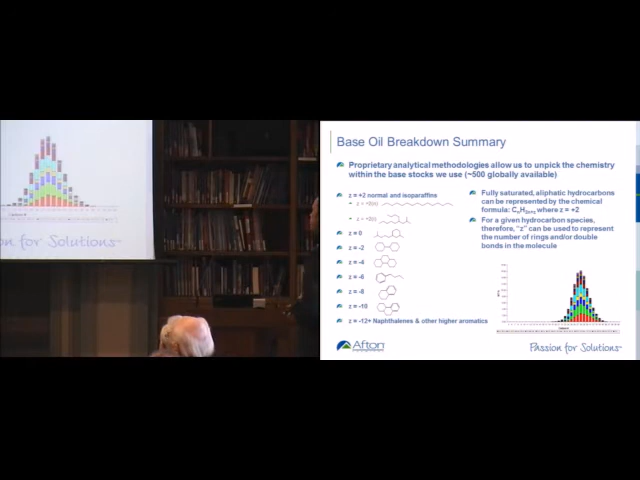 on for Solutions
Base Oil Breakdown Summary
Proprietary analytical methodologies allow us to unpick the chemistry
within the base stocks we use (~500 globally available)
z = +2 normal and isoparaffins
z = 0
z = -2
z = -4
z = -6
z = -8
z = -10
z = -12+ Naphthalenes & other higher aromatics
Fully saturated, aliphatic hydrocarbons
can be represented by the chemical
formula: CnH2n+z where z = +2
For a given hydrocarbon species,
therefore, "z" can be used to represent
the number of rings and/or double
bonds in the molecule
Afton
Passion for Solutions